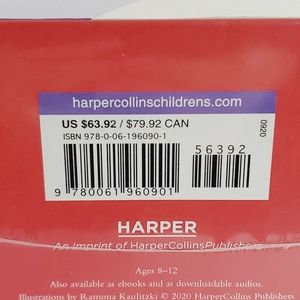 harpercollinschildrens.com
US $63.92 / $79.92 CAN
ISBN 978-0-06-196090-1
0920
56392
9 780061 960901
HARPER
An Imprint of HarperCollinsPublishers
Ages 8–12
Also available as ebooks and as downloadable audios.
Illustrations by Ramona Kaulitzki © 2020 HarperCollins Publishers